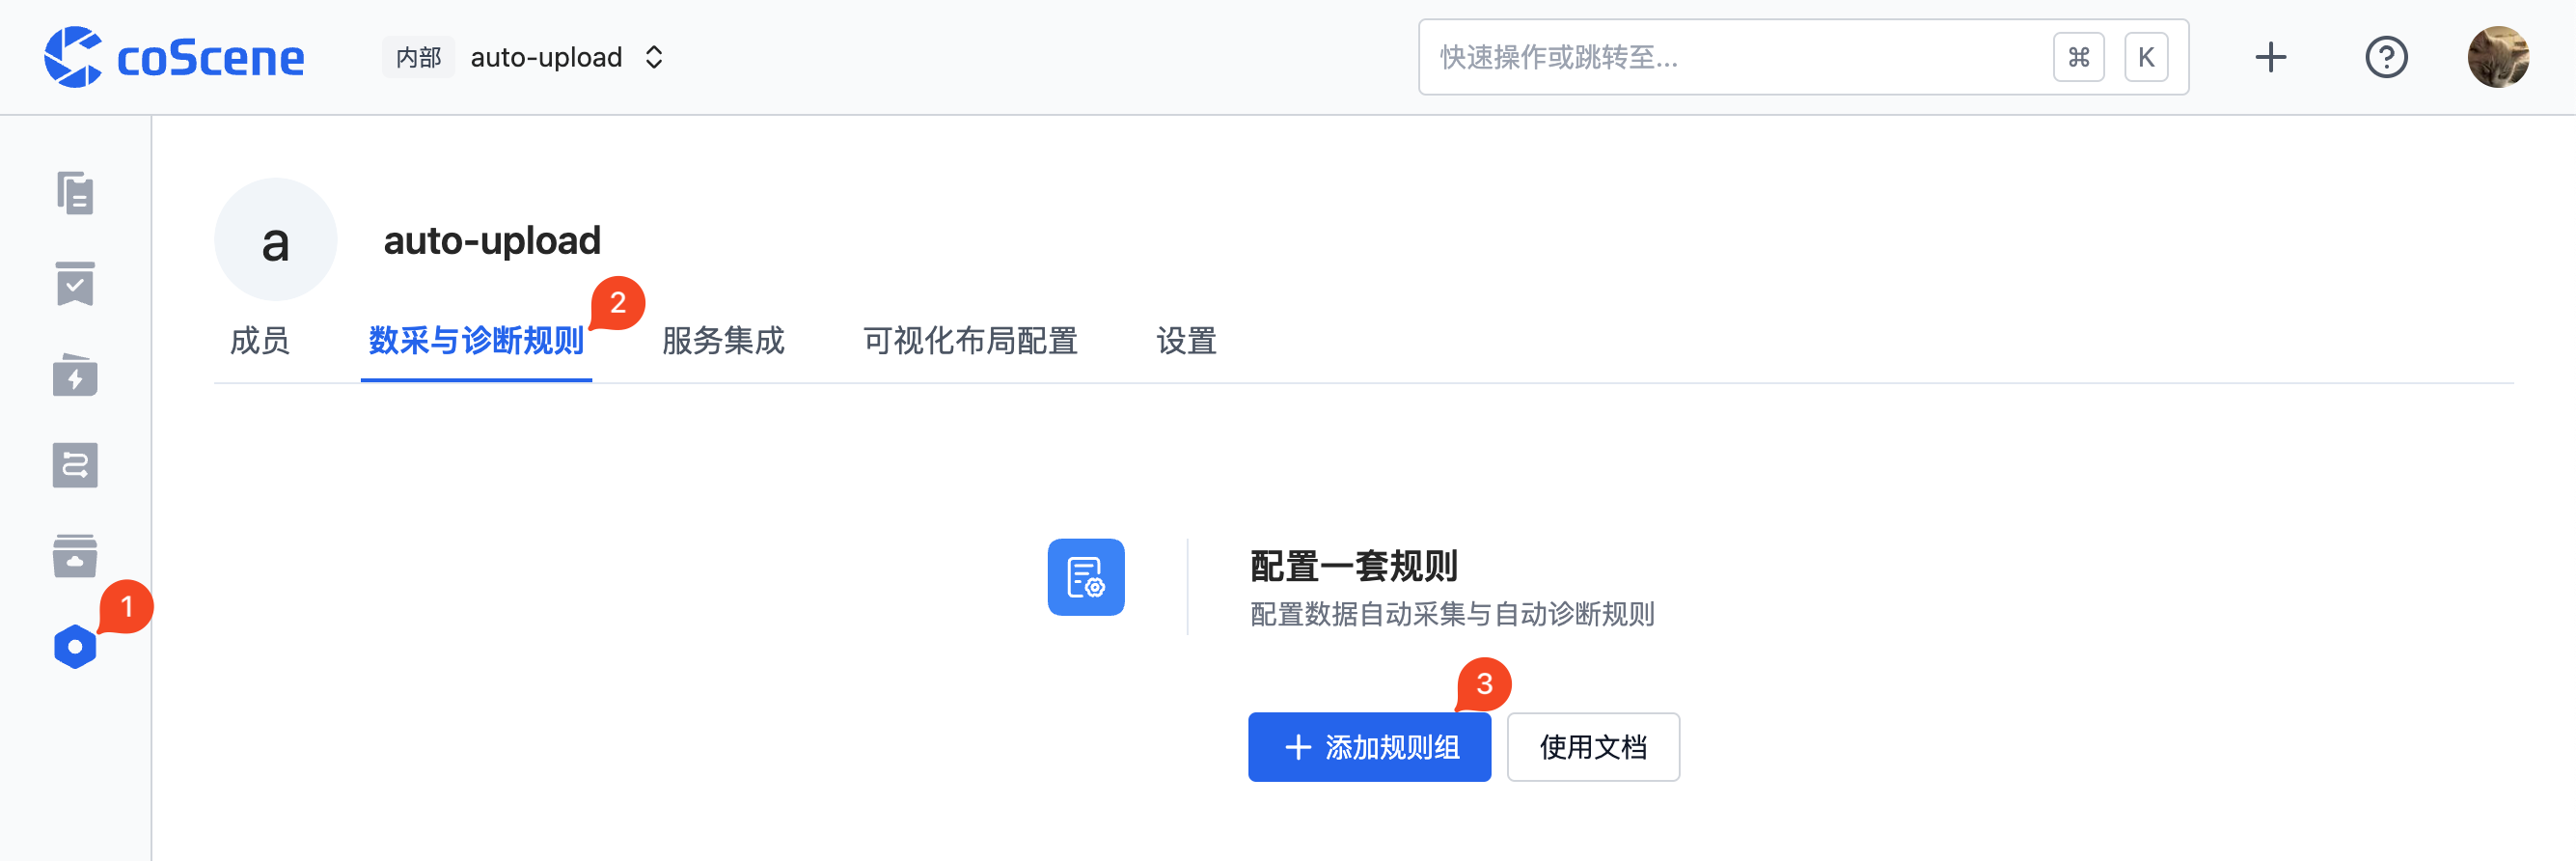 coScene 内部 auto-upload 快速操作或跳转至... ⌘ K
a auto-upload
2
成员 数采与诊断规则 服务集成 可视化布局配置 设置
配置一套规则
配置数据自动采集与自动诊断规则
1
3
添加规则组 使用文档